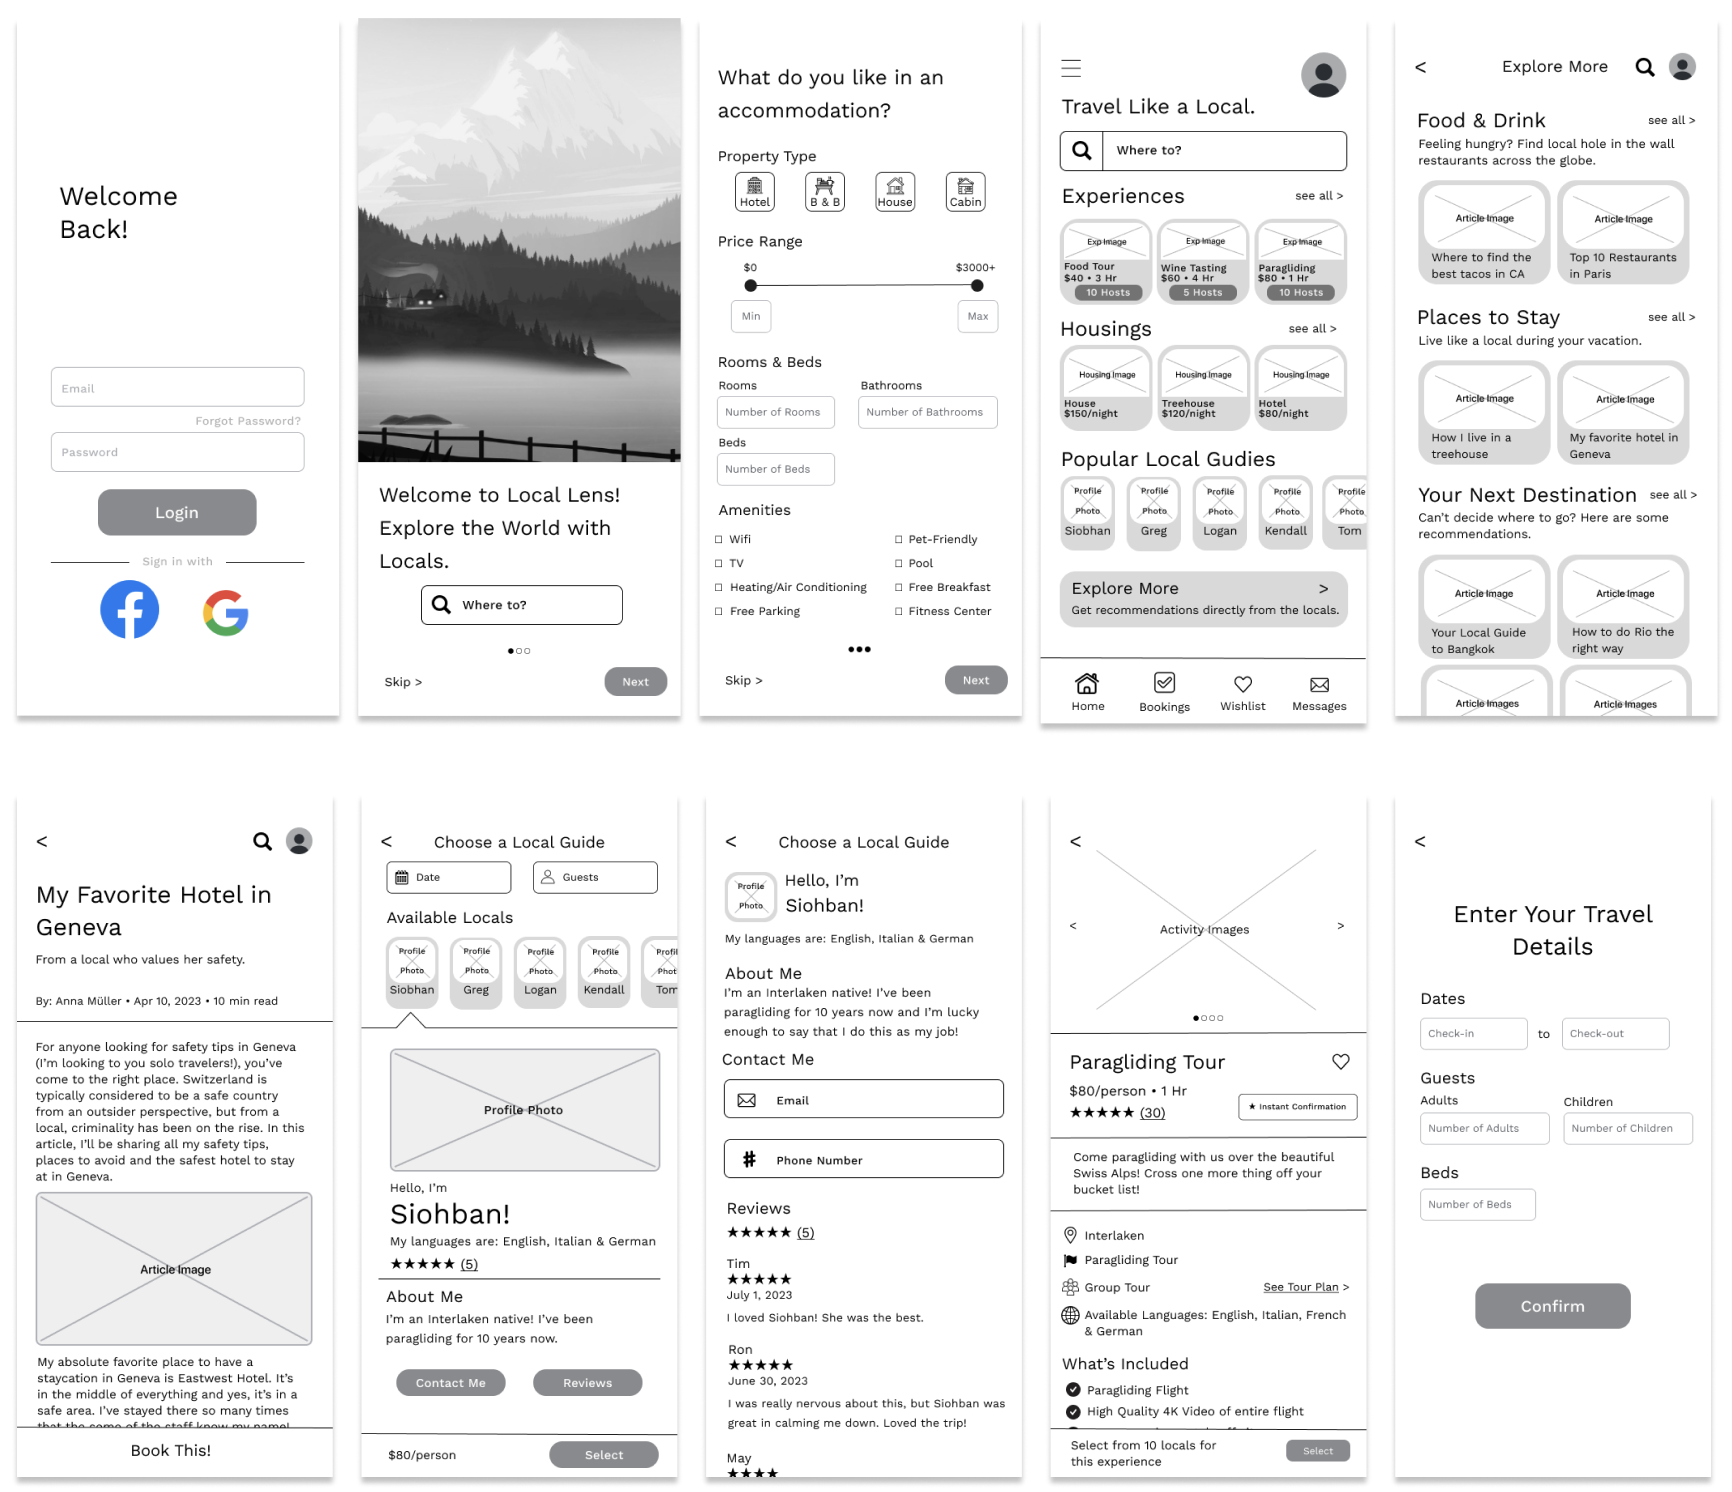 Welcome
Back!
Email
Forgot Password?
Password
Login
Sign in with
Welcome to Local Lens!
Explore the World with
Locals.
Where to?
Skip >
Next
What do you like in an
accommodation?
Property Type
Hotel
B & B
House
Cabin
Price Range
$0
$3000+
Min
Max
Rooms & Beds
Rooms
Bathrooms
Number of Rooms
Number of Bathrooms
Beds
Number of Beds
Amenities
Wifi
Pet-Friendly
TV
Pool
Heating/Air Conditioning
Free Breakfast
Free Parking
Fitness Center
Skip >
Next
Travel Like a Local.
Where to?
Experiences
see all >
Exp Image
Exp Image
Exp Image
Food Tour
$40 • 3 Hr
10 Hosts
Wine Tasting
$60 • 4 Hr
5 Hosts
Paragliding
$80 • 1 Hr
10 Hosts
Housings
see all >
Housing Image
Housing Image
Housing Image
House
$150/night
Treehouse
$120/night
Hotel
$80/night
Popular Local Gudies
Profile
Photo
Siobhan
Profile
Photo
Greg
Profile
Photo
Logan
Profile
Photo
Kendall
Profile
Photo
Tom
Explore More >
Get recommendations directly from the locals.
Home
Bookings
Wishlist
Messages
< Explore More
Food & Drink
see all >
Feeling hungry? Find local hole in the wall
restaurants across the globe.
Article Image
Article Image
Where to find the
best tacos in CA
Top 10 Restaurants
in Paris
Places to Stay
see all >
Live like a local during your vacation.
Article Image
Article Image
How I live in a
treehouse
My favorite hotel in
Geneva
Your Next Destination
see all >
Can't decide where to go? Here are some
recommendations.
Article Image
Article Image
Your Local Guide
to Bangkok
How to do Rio the
right way
Article Images
Article Images
<
My Favorite Hotel in
Geneva
From a local who values her safety.
By: Anna Müller • Apr 10, 2023 • 10 min read
For anyone looking for safety tips in Geneva
(I'm looking to you solo travelers!), you've
come to the right place. Switzerland is
typically considered to be a safe country
from an outsider perspective, but from a
local, criminality has been on the rise. In this
article, I'll be sharing all my safety tips,
places to avoid and the safest hotel to stay
at in Geneva.
Article Image
My absolute favorite place to have a
staycation in Geneva is Eastwest Hotel. It's
in the middle of everything and yes, it's in a
safe area. I've stayed there so many times
that the some of the staff know my name!
Book This!
< Choose a Local Guide
Date
Guests
Available Locals
Profile
Photo
Siobhan
Profile
Photo
Greg
Profile
Photo
Logan
Profile
Photo
Kendall
Profil
Photo
Tom
Profile Photo
Hello, I'm
Siohban!
My languages are: English, Italian & German
★★★★★ (5)
About Me
I'm an Interlaken native! I've been
paragliding for 10 years now.
Contact Me
Reviews
$80/person
Select
< Choose a Local Guide
Profile
Photo
Hello, I'm
Siohban!
My languages are: English, Italian & German
About Me
I'm an Interlaken native! I've been
paragliding for 10 years now and I'm lucky
enough to say that I do this as my job!
Contact Me
Email
# Phone Number
Reviews
★★★★★ (5)
Tim
★★★★★
July 1, 2023
I loved Siohban! She was the best.
Ron
★★★★★
June 30, 2023
I was really nervous about this, but Siohban was
great in calming me down. Loved the trip!
May
★★★★
<
< Activity Images >
Paragliding Tour
$80/person • 1 Hr
★★★★★ (30)
★ Instant Confirmation
Come paragliding with us over the beautiful
Swiss Alps! Cross one more thing off your
bucket list!
Interlaken
Paragliding Tour
Group Tour
See Tour Plan >
Available Languages: English, Italian, French
& German
What's Included
Paragliding Flight
High Quality 4K Video of entire flight
Select from 10 locals for
this experience
Select
<
Enter Your Travel
Details
Dates
Check-in
to
Check-out
Guests
Adults
Children
Number of Adults
Number of Children
Beds
Number of Beds
Confirm